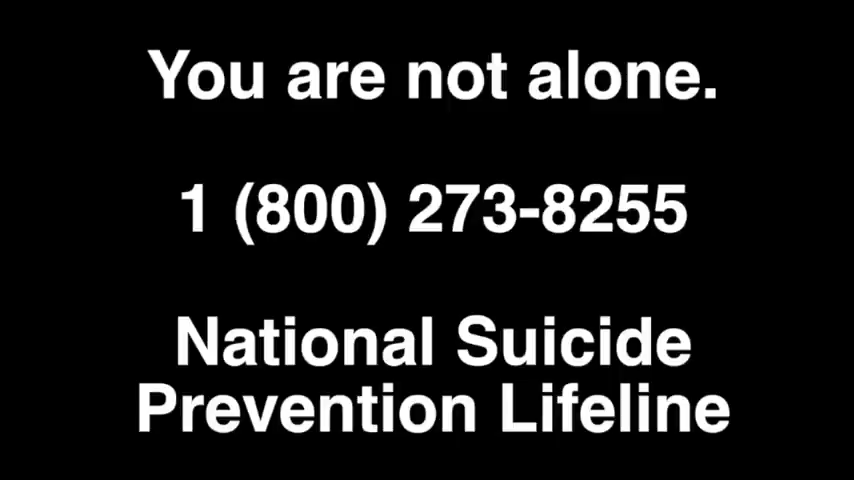 You are not alone.
1 (800) 273-8255
National Suicide
Prevention Lifeline